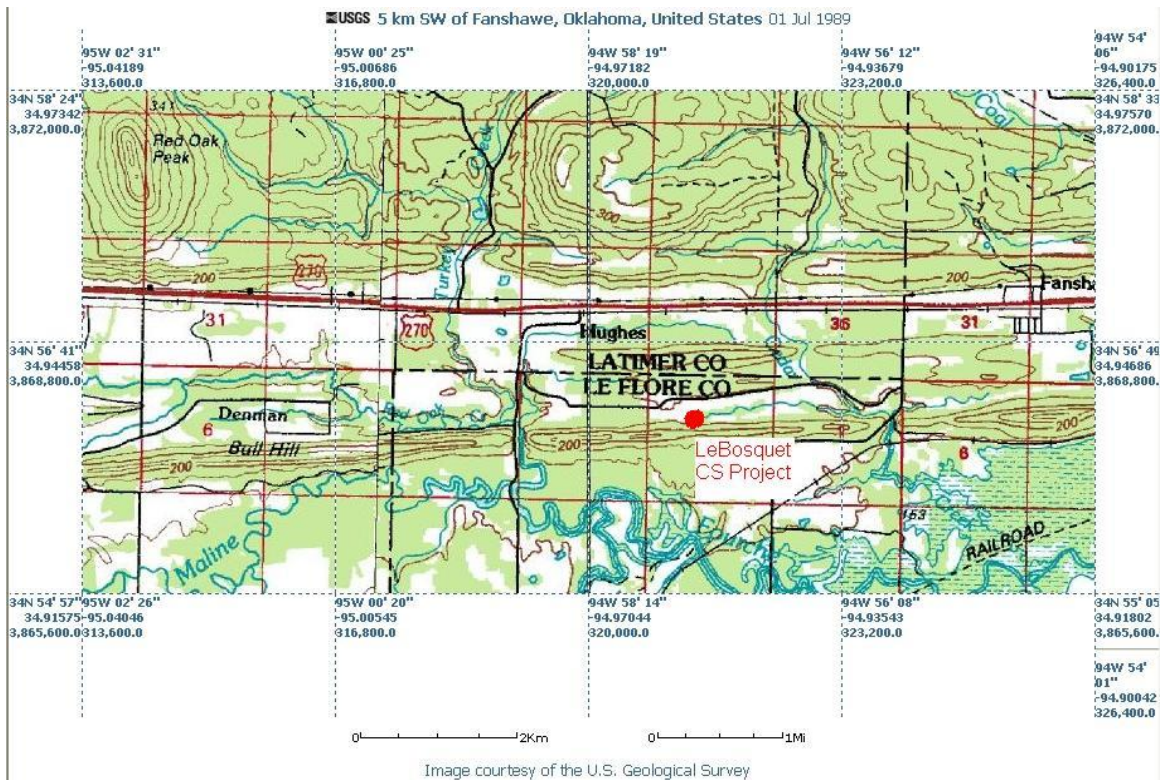 USGS 5 km SW of Fanshawe, Oklahoma, United States 01 Jul 1989
95W 02' 31"
-95.04189
313,600.0
95W 00' 25"
-95.00686
316,800.0
94W 58' 19"
-94.97182
320,000.0
94W 56' 12"
-94.93679
323,200.0
94W 54'
06"
-94.90175
326,400.0
34N 58' 24"
34.97342
3,872,000.0
34N 58' 33
34.97570
3,872,000.0
341
Red Oak
Peak
Creek
Coal
300
200
270
Turkey
200
200
Fansh
31
270
Hughes
36
31
34N 56' 41"
34.94458
3,868,800.0
34N 56' 49
34.94686
3,868,800.0
LATIMER CO
LE FLORE CO
Denman
Red Oak
6
Bull Hill
200
200
LeBosquet
CS Project
6
153
RAILROAD
Maline
34N 54' 57"
34.91575
3,865,600.0
95W 02' 26"
-95.04046
313,600.0
95W 00' 20"
-95.00545
316,800.0
94W 58' 14"
-94.97044
320,000.0
94W 56' 08"
-94.93543
323,200.0
34N 55' 05
34.91802
3,865,600.0
94W 54'
01"
-94.90042
326,400.0
0 2Km
0 1Mi
Image courtesy of the U.S. Geological Survey